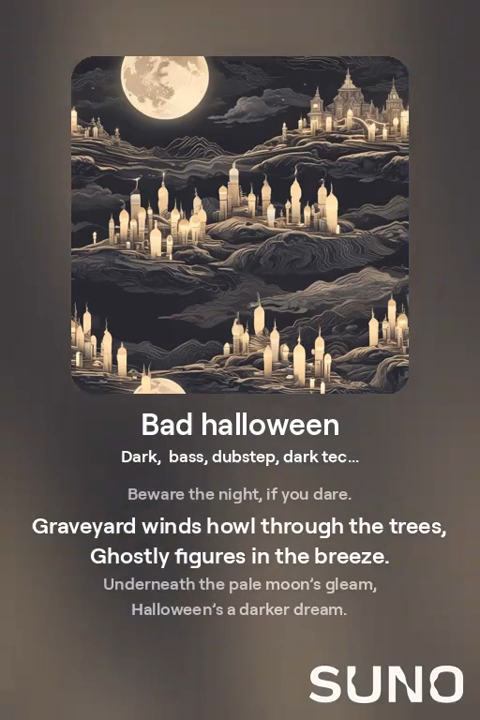 Bad halloween
Dark,  bass, dubstep, dark tec...
Beware the night, if you dare.
Graveyard winds howl through the trees,
Ghostly figures in the breeze.
Underneath the pale moon’s gleam,
Halloween’s a darker dream.
SUNO